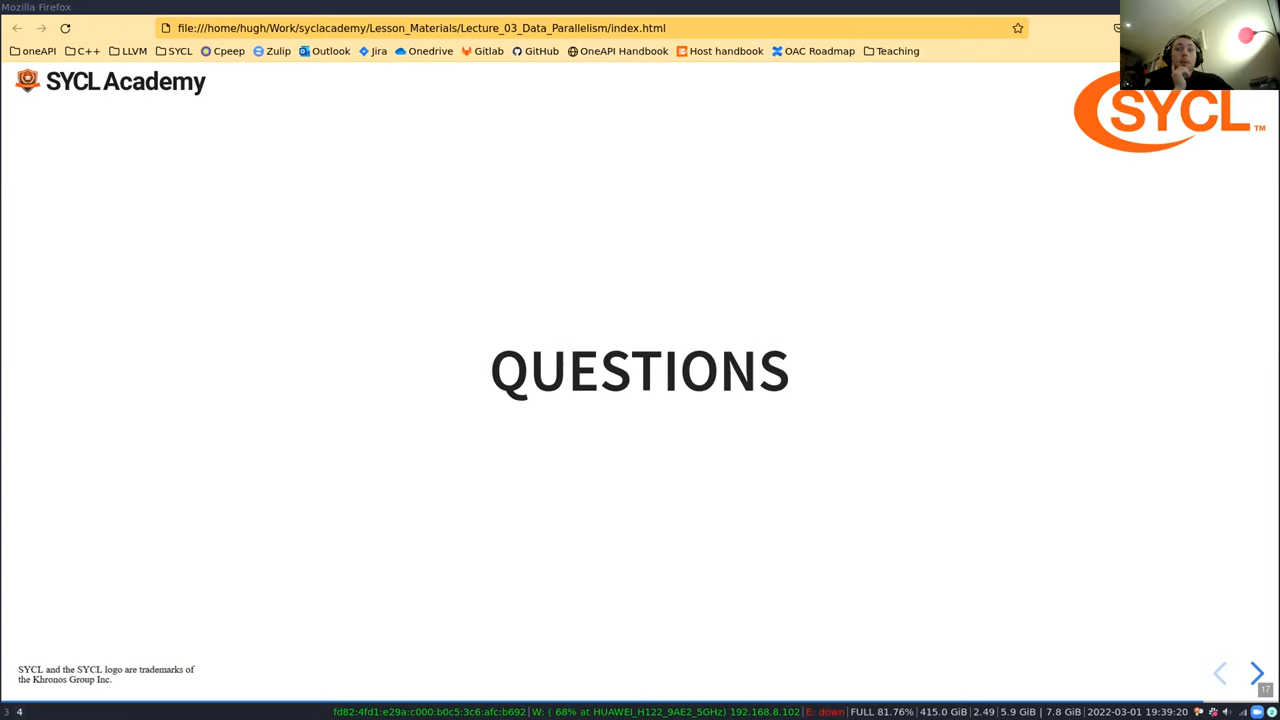 Mozilla Firefox
file:///home/hugh/Work/syclacademy/Lesson_Materials/Lecture_03_Data_Parallelism/index.html
oneAPI C++ LLVM SYCL Cpeep Zulip Outlook Jira Onedrive Gitlab GitHub OneAPI Handbook Host handbook OAC Roadmap Teaching
SYCL Academy
SYCL™
QUESTIONS
SYCL and the SYCL logo are trademarks of
the Khronos Group Inc.
17
3 4 fd82:4fd1:e29a:c000:b0c5:3c6:afc:b692 | W: ( 68% at HUAWEI_H122_9AE2_5GHz) 192.168.8.102 | E: down | FULL 81.76% | 415.0 GiB | 2.49 | 5.9 GiB | 7.8 GiB | 2022-03-01 19:39:20